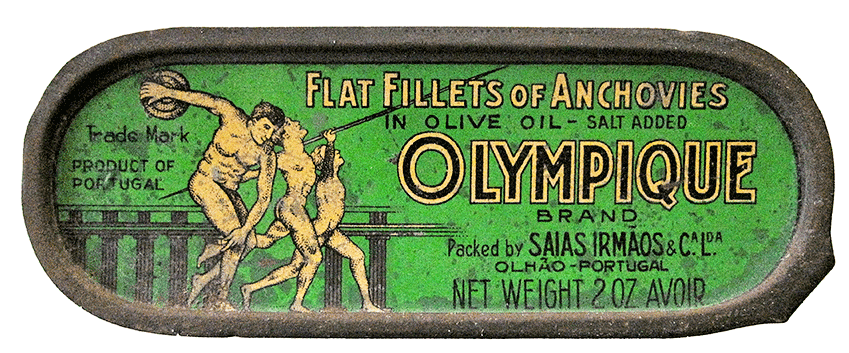 FLAT FILLETS OF ANCHOVIES
IN OLIVE OIL - SALT ADDED
Trade Mark
PRODUCT OF
PORTUGAL
OLYMPIQUE
BRAND
Packed by SAIAS IRMÃOS & C.A L.DA
OLHÃO - PORTUGAL
NET WEIGHT 2 OZ AVOIR